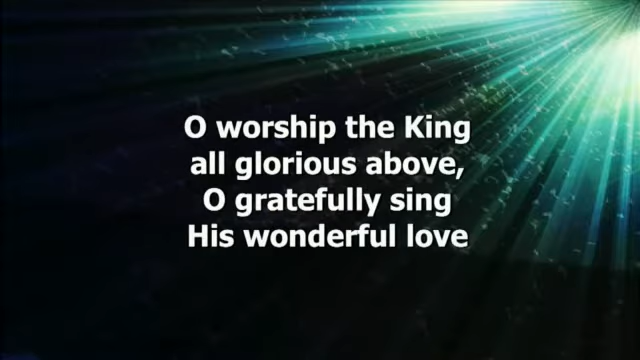 O worship the King
all glorious above,
O gratefully sing
His wonderful love